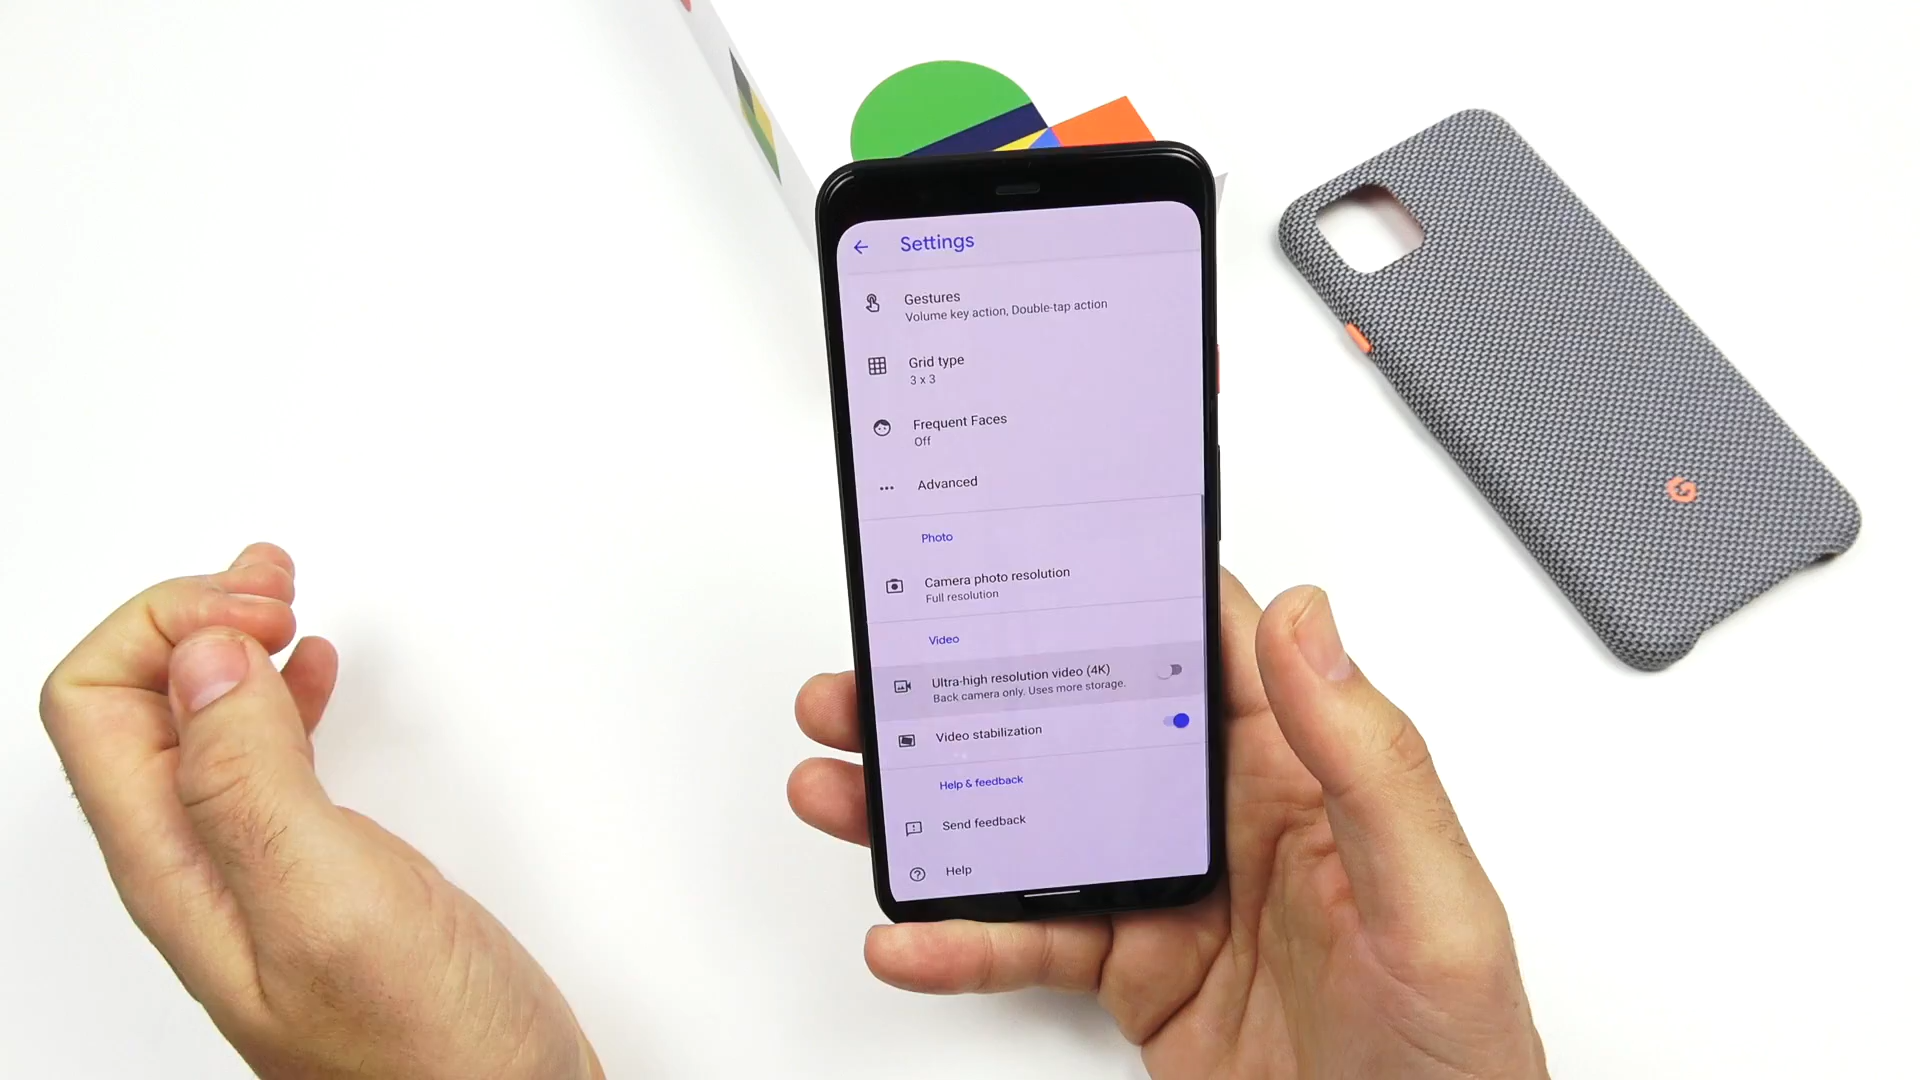 Settings
Gestures
Volume key action, Double-tap action
Grid type
3 x 3
Frequent Faces
Off
Advanced
Photo
Camera photo resolution
Full resolution
Video
Ultra-high resolution video (4K)
Back camera only. Uses more storage.
Video stabilization
Help & feedback
Send feedback
Help
G